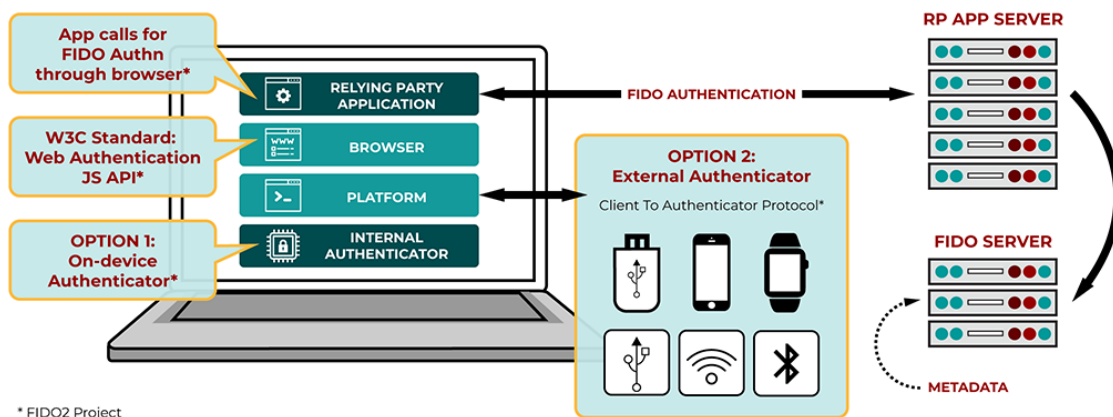 App calls for
FIDO Authn
through browser*
W3C Standard:
Web Authentication
JS API*
OPTION 1:
On-device
Authenticator*
RELYING PARTY
APPLICATION
WWW
BROWSER
PLATFORM
INTERNAL
AUTHENTICATOR
FIDO AUTHENTICATION
OPTION 2:
External Authenticator
Client To Authenticator Protocol*
RP APP SERVER
FIDO SERVER
METADATA
* FIDO2 Project